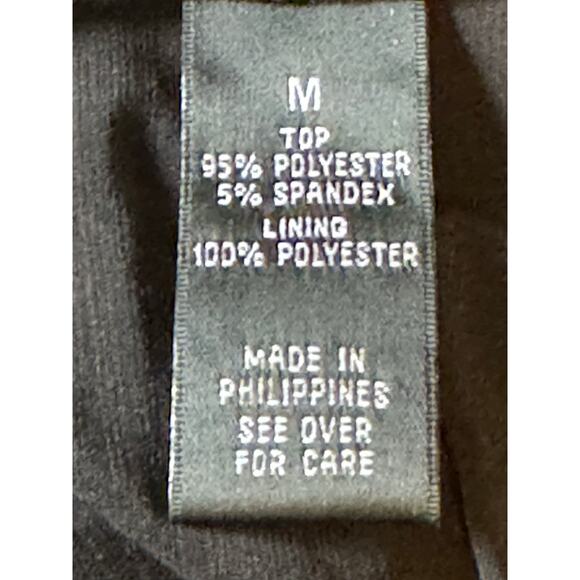 M
TOP
95% POLYESTER
5% SPANDEX
LINING
100% POLYESTER
MADE IN
PHILIPPINES
SEE OVER
FOR CARE